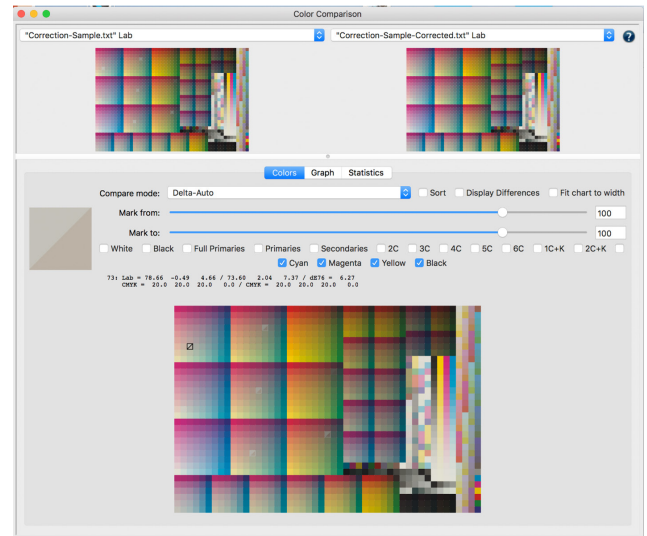 Color Comparison
"Correction-Sample.txt" Lab
"Correction-Sample-Corrected.txt" Lab
?
Colors Graph Statistics
Compare mode: Delta-Auto Sort Display Differences Fit chart to width
Mark from: 100
Mark to: 100
White Black Full Primaries Primaries Secondaries 2C 3C 4C 5C 6C 1C+K 2C+K
Cyan Magenta Yellow Black
73: Lab = 78.66 -0.49 4.66 / 73.60 2.04 7.37 / dE76 = 6.27
CMYK = 20.0 20.0 20.0 0.0 / CMYK = 20.0 20.0 20.0 0.0